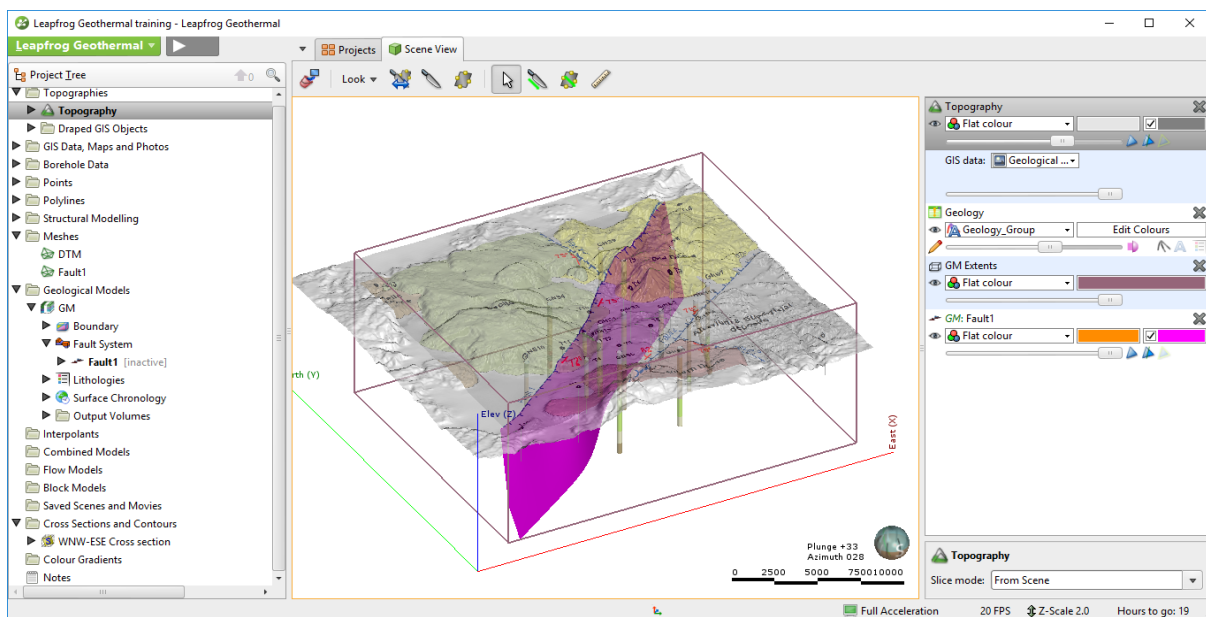 Leapfrog Geothermal training - Leapfrog Geothermal
Leapfrog Geothermal
Projects
Scene View
Project Tree
0
Look
Topographies
Topography
Draped GIS Objects
GIS Data, Maps and Photos
Borehole Data
Points
Polylines
Structural Modelling
Meshes
DTM
Fault1
Geological Models
GM
Boundary
Fault System
Fault1 [inactive]
Lithologies
Surface Chronology
Output Volumes
Interpolants
Combined Models
Flow Models
Block Models
Saved Scenes and Movies
Cross Sections and Contours
WNW-ESE Cross section
Colour Gradients
Notes
rth (Y)
Elev (Z)
East (X)
Plunge +33
Azimuth 028
0 2500 5000 7500 10000
Topography
Flat colour
GIS data: Geological ...
Geology
Geology_Group
Edit Colours
GM Extents
Flat colour
GM: Fault1
Flat colour
Topography
Slice mode: From Scene
Full Acceleration 20 FPS Z-Scale 2.0 Hours to go: 19